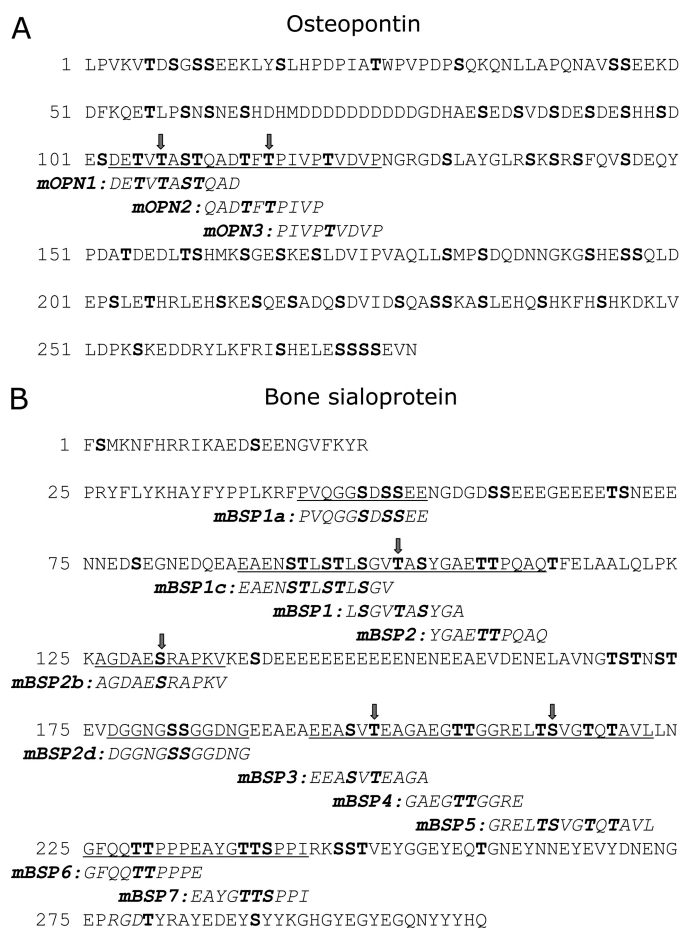 A
Osteopontin
1 LPVKVTDSGSSEEKLYSLHPDPIATWPVPDPSQKQNLLAPQNAVSSEEKD
51 DFKQETLPSNSNESHDHMDDDDDDDDDDGDHAESEDSVDSDESDESHHSD
101 ESDETVTASTQADTFTPIVPTVDVPNGRGDSLAYGLRSKSRSFQVSDEQY
mOPN1:DETVTASTQAD
mOPN2:QADTFTPIVP
mOPN3:PIVPTVDVP
151 PDATDEDLTSHMKSGESKESLDVIPVAQLLSMPSDQDNNGKGSHESSQLD
201 EPSLETHRLEHSKESQESADQSDVIDSQASSKASLEHQSHKFHSHKDKLV
251 LDPKSKEDDRYLKFRISHELESSSSEVN
B
Bone sialoprotein
1 FSMKNFHRRIKAEDSEENGVFKYR
25 PRYFLYKHAYFYPPLKRFPVQGGSDSSEENGDGDSSEEEGEEEETSNEEE
mBSP1a:PVQGGSDSSEE
75 NNEDSEGNEDQEAEAENSTLSTLSGVTASYGAETTPQAQTFELAALQLPK
mBSP1c:EAENSTLSTLSGV
mBSP1:LSGVTASYGA
mBSP2:YGAETTPQAQ
125 KAGDAESRAPKVKESDEEEEEEEEEEENENEEAEVDENELAVNGTSTNST
mBSP2b:AGDAESRAPKV
175 EVDGGNGSSGGDNGEEAEAEEASVTEAGAEGTTGGRELTSVGTQTAVLLN
mBSP2d:DGGNGSSGGDNG
mBSP3:EEASVTEAGA
mBSP4:GAEGTTGGRE
mBSP5:GRELTSVGTQTAVL
225 GFQQTTPPPEAYGTTSPPIRKSSTVEYGGEYEQTGNEYNNEYEVYDNENG
mBSP6:GFQQTTPPPE
mBSP7:EAYGTTSPPI
275 EPRGDTYRAYEDEYSYYKGHGYEGYEGQNYYYHQ